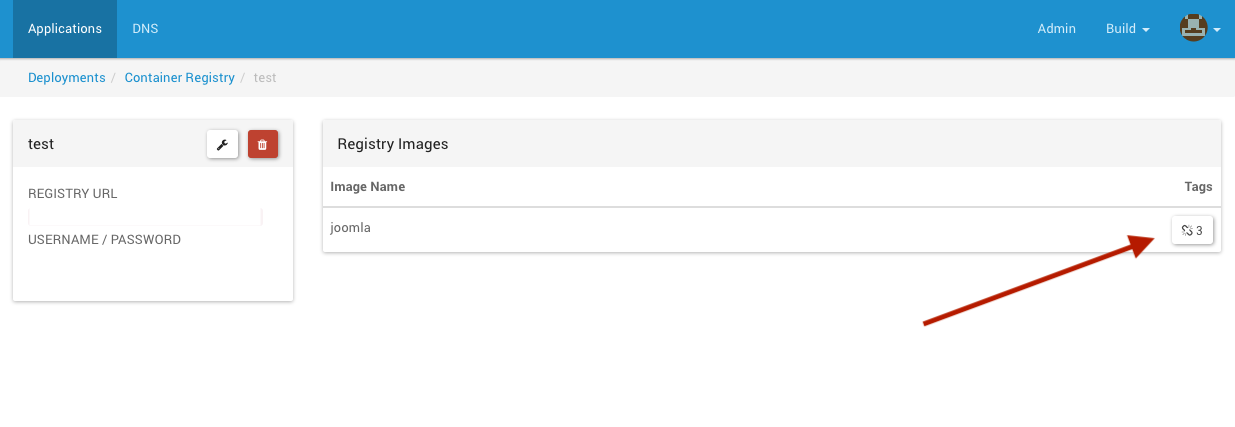 Applications DNS Admin Build
Deployments / Container Registry / test
test
REGISTRY URL
USERNAME / PASSWORD
Registry Images
Image Name Tags
joomla 3